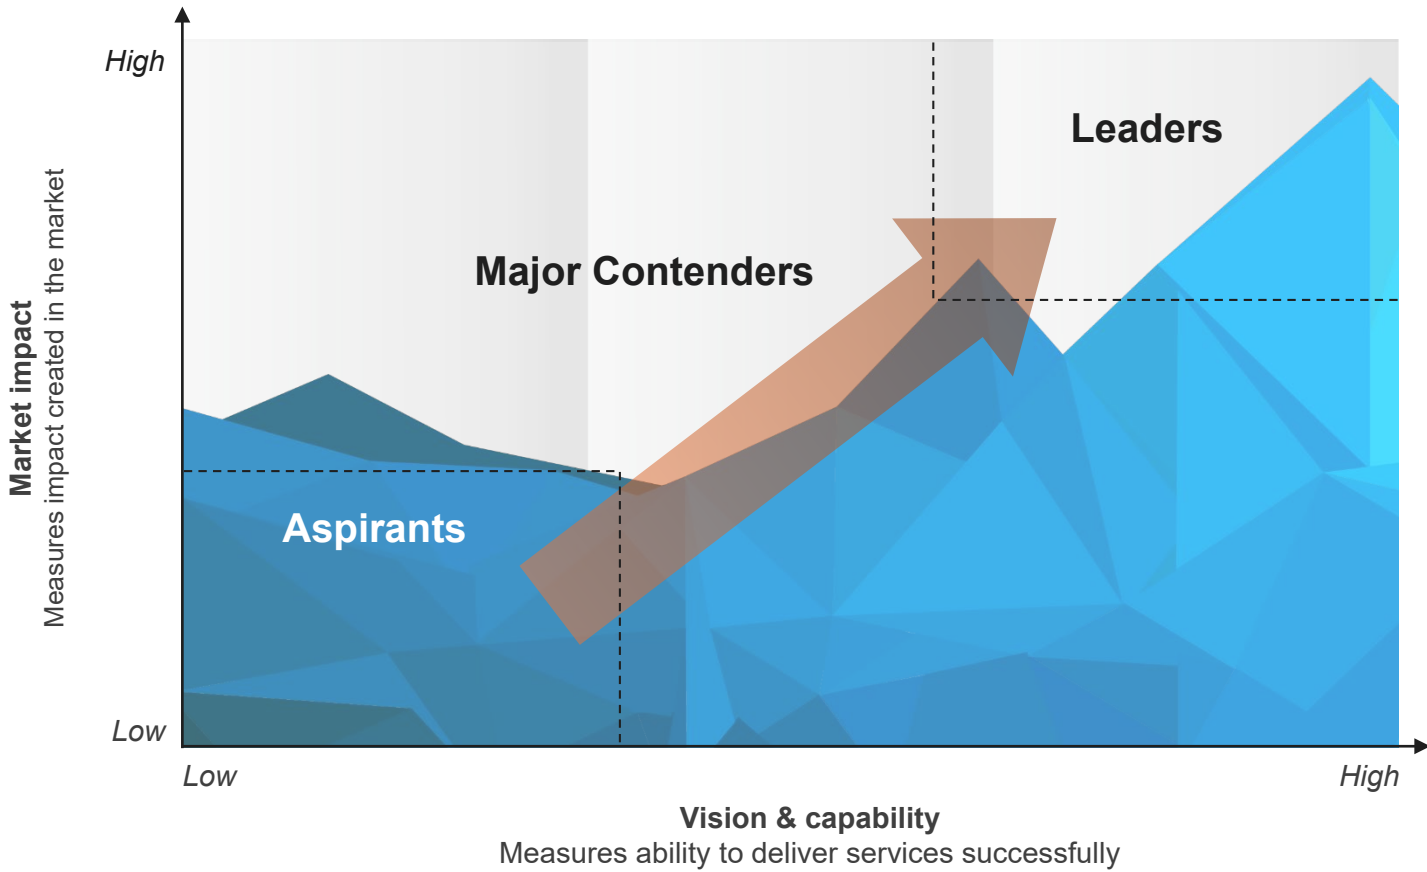 High
Leaders
Major Contenders
Market impact
Measures impact created in the market
Aspirants
Low
Low
High
Vision & capability
Measures ability to deliver services successfully